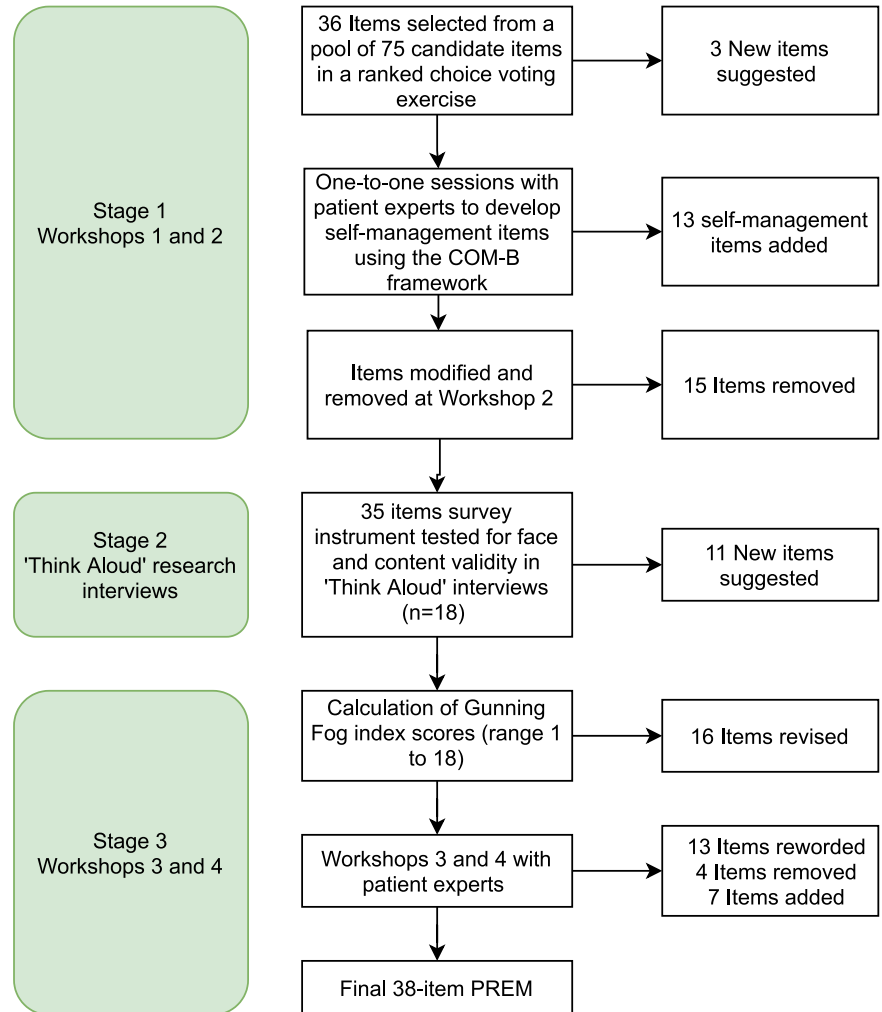 Stage 1
Workshops 1 and 2
36 Items selected from a
pool of 75 candidate items
in a ranked choice voting
exercise
3 New items
suggested
One-to-one sessions with
patient experts to develop
self-management items
using the COM-B
framework
13 self-management
items added
Items modified and
removed at Workshop 2
15 Items removed
Stage 2
'Think Aloud' research
interviews
35 items survey
instrument tested for face
and content validity in
'Think Aloud' interviews
(n=18)
11 New items
suggested
Stage 3
Workshops 3 and 4
Calculation of Gunning
Fog index scores (range 1
to 18)
16 Items revised
Workshops 3 and 4 with
patient experts
13 Items reworded
4 Items removed
7 Items added
Final 38-item PREM